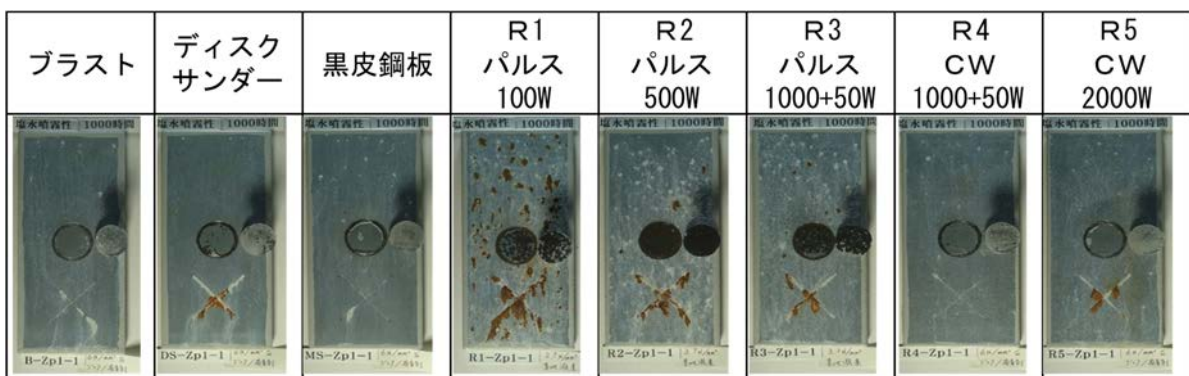 ブラスト
ディスク
サンダー
黒皮鋼板
R1
パルス
100W
R2
パルス
500W
R3
パルス
1000+50W
R4
CW
1000+50W
R5
CW
2000W
塩水噴霧性 1000時間
塩水噴霧性 1000時間
塩水噴霧性 1000時間
塩水噴霧性 1000時間
塩水噴霧性 1000時間
塩水噴霧性 1000時間
塩水噴霧性 1000時間
塩水噴霧性 1000時間
B-Zp1-1
DS-Zp1-1
MS-Zp1-1
R1-Zp1-1
R2-Zp1-1
R3-Zp1-1
R4-Zp1-1
R5-Zp1-1